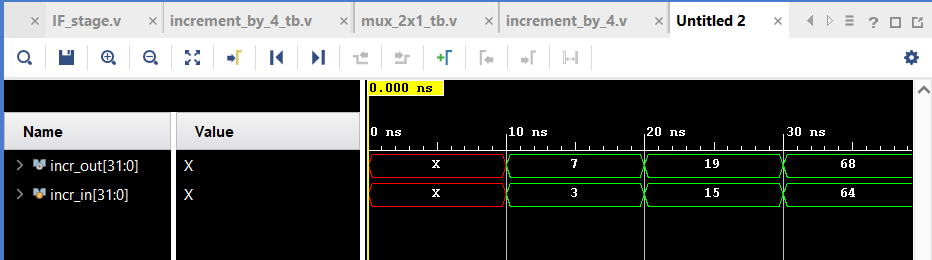 IF_stage.v increment_by_4_tb.v mux_2x1_tb.v increment_by_4.v Untitled 2
0.000 ns
Name Value
0 ns 10 ns 20 ns 30 ns
incr_out[31:0] X X 7 19 68
incr_in[31:0] X X 3 15 64